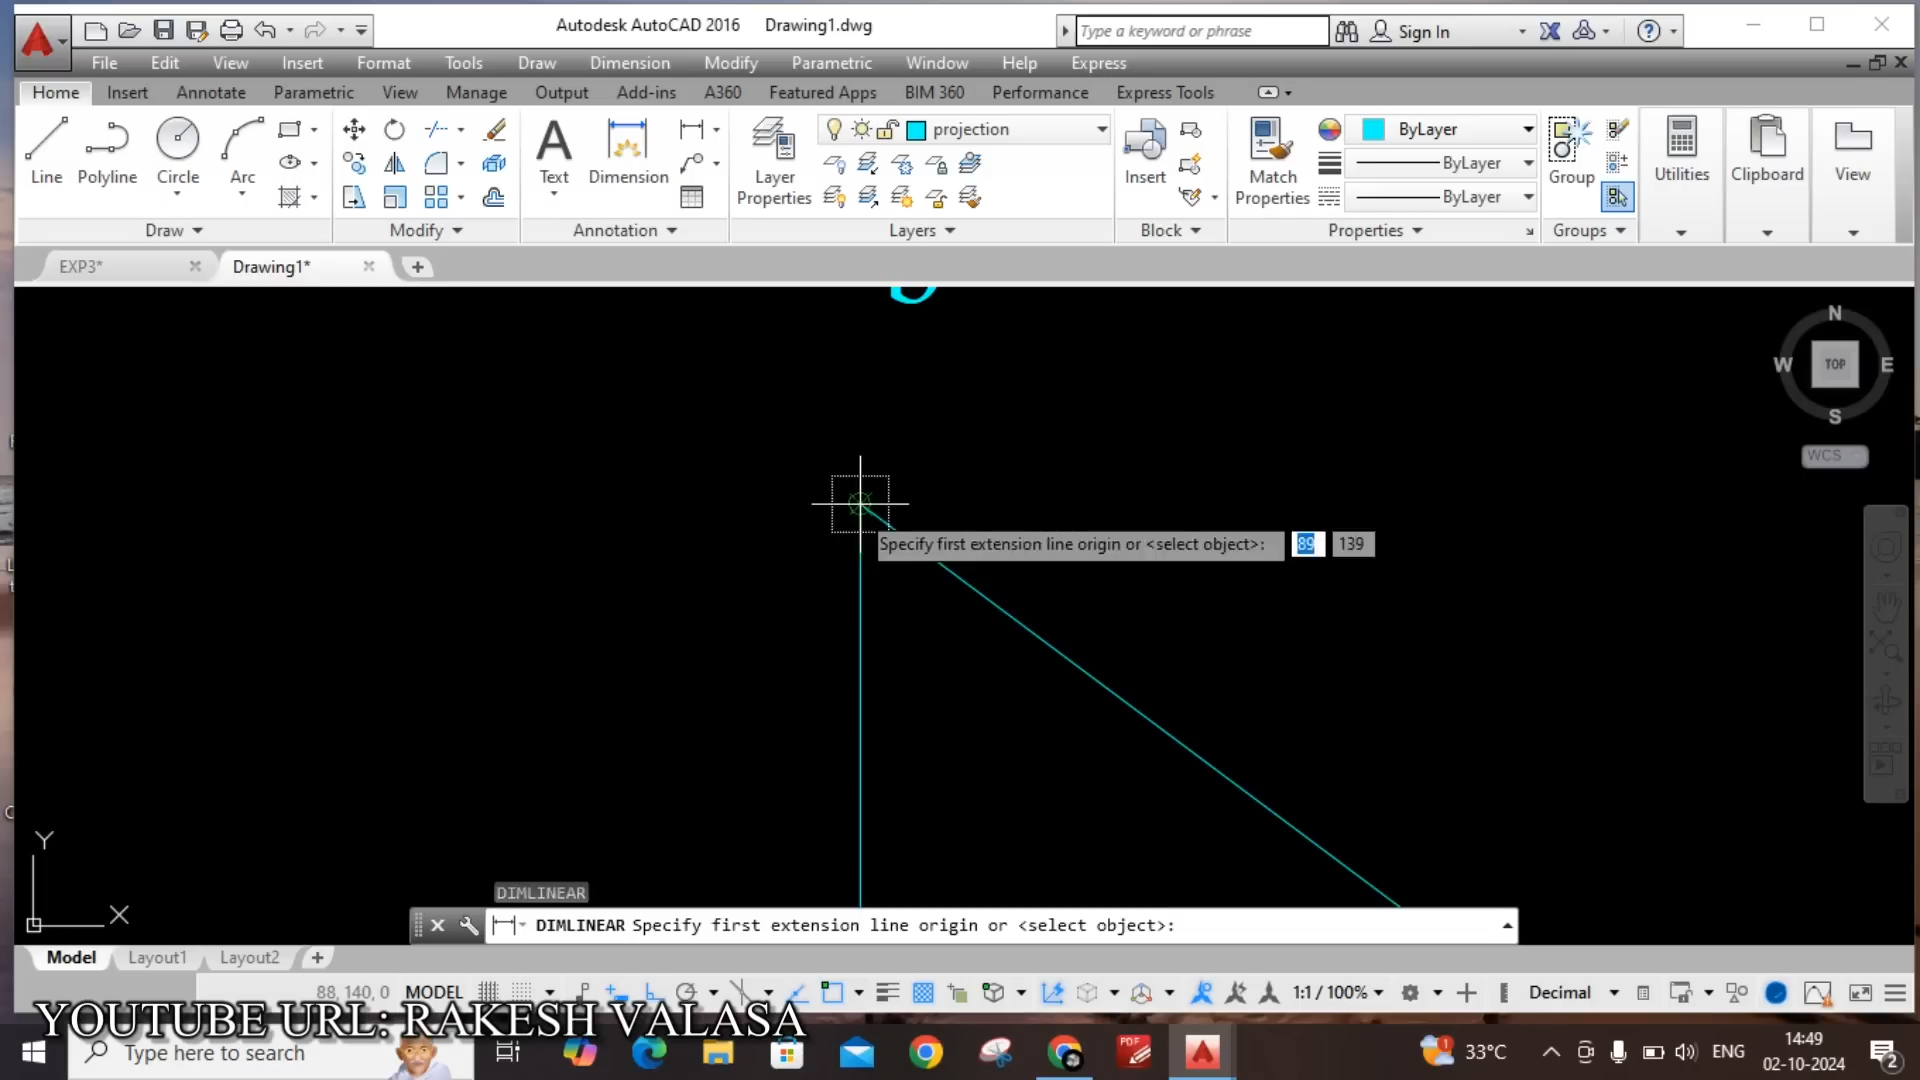 Autodesk AutoCAD 2016 Drawing1.dwg
Type a keyword or phrase
Sign In
File Edit View Insert Format Tools Draw Dimension Modify Parametric Window Help Express
Home Insert Annotate Parametric View Manage Output Add-ins A360 Featured Apps BIM 360 Performance Express Tools
projection
ByLayer
ByLayer
ByLayer
Line Polyline Circle Arc
Text Dimension
Layer Properties
Insert
Match Properties
Group
Utilities Clipboard View
Draw Modify Annotation Layers Block Properties Groups
EXP3* Drawing1*
N
W TOP E
S
WCS
Specify first extension line origin or <select object>: 89 139
Y
X
DIMLINEAR
DIMLINEAR Specify first extension line origin or <select object>:
Model Layout1 Layout2
88, 140, 0 MODEL 1:1 / 100% Decimal
YOUTUBE URL: RAKESH VALASA
Type here to search
PDF
1
33°C
ENG
14:49
02-10-2024
2